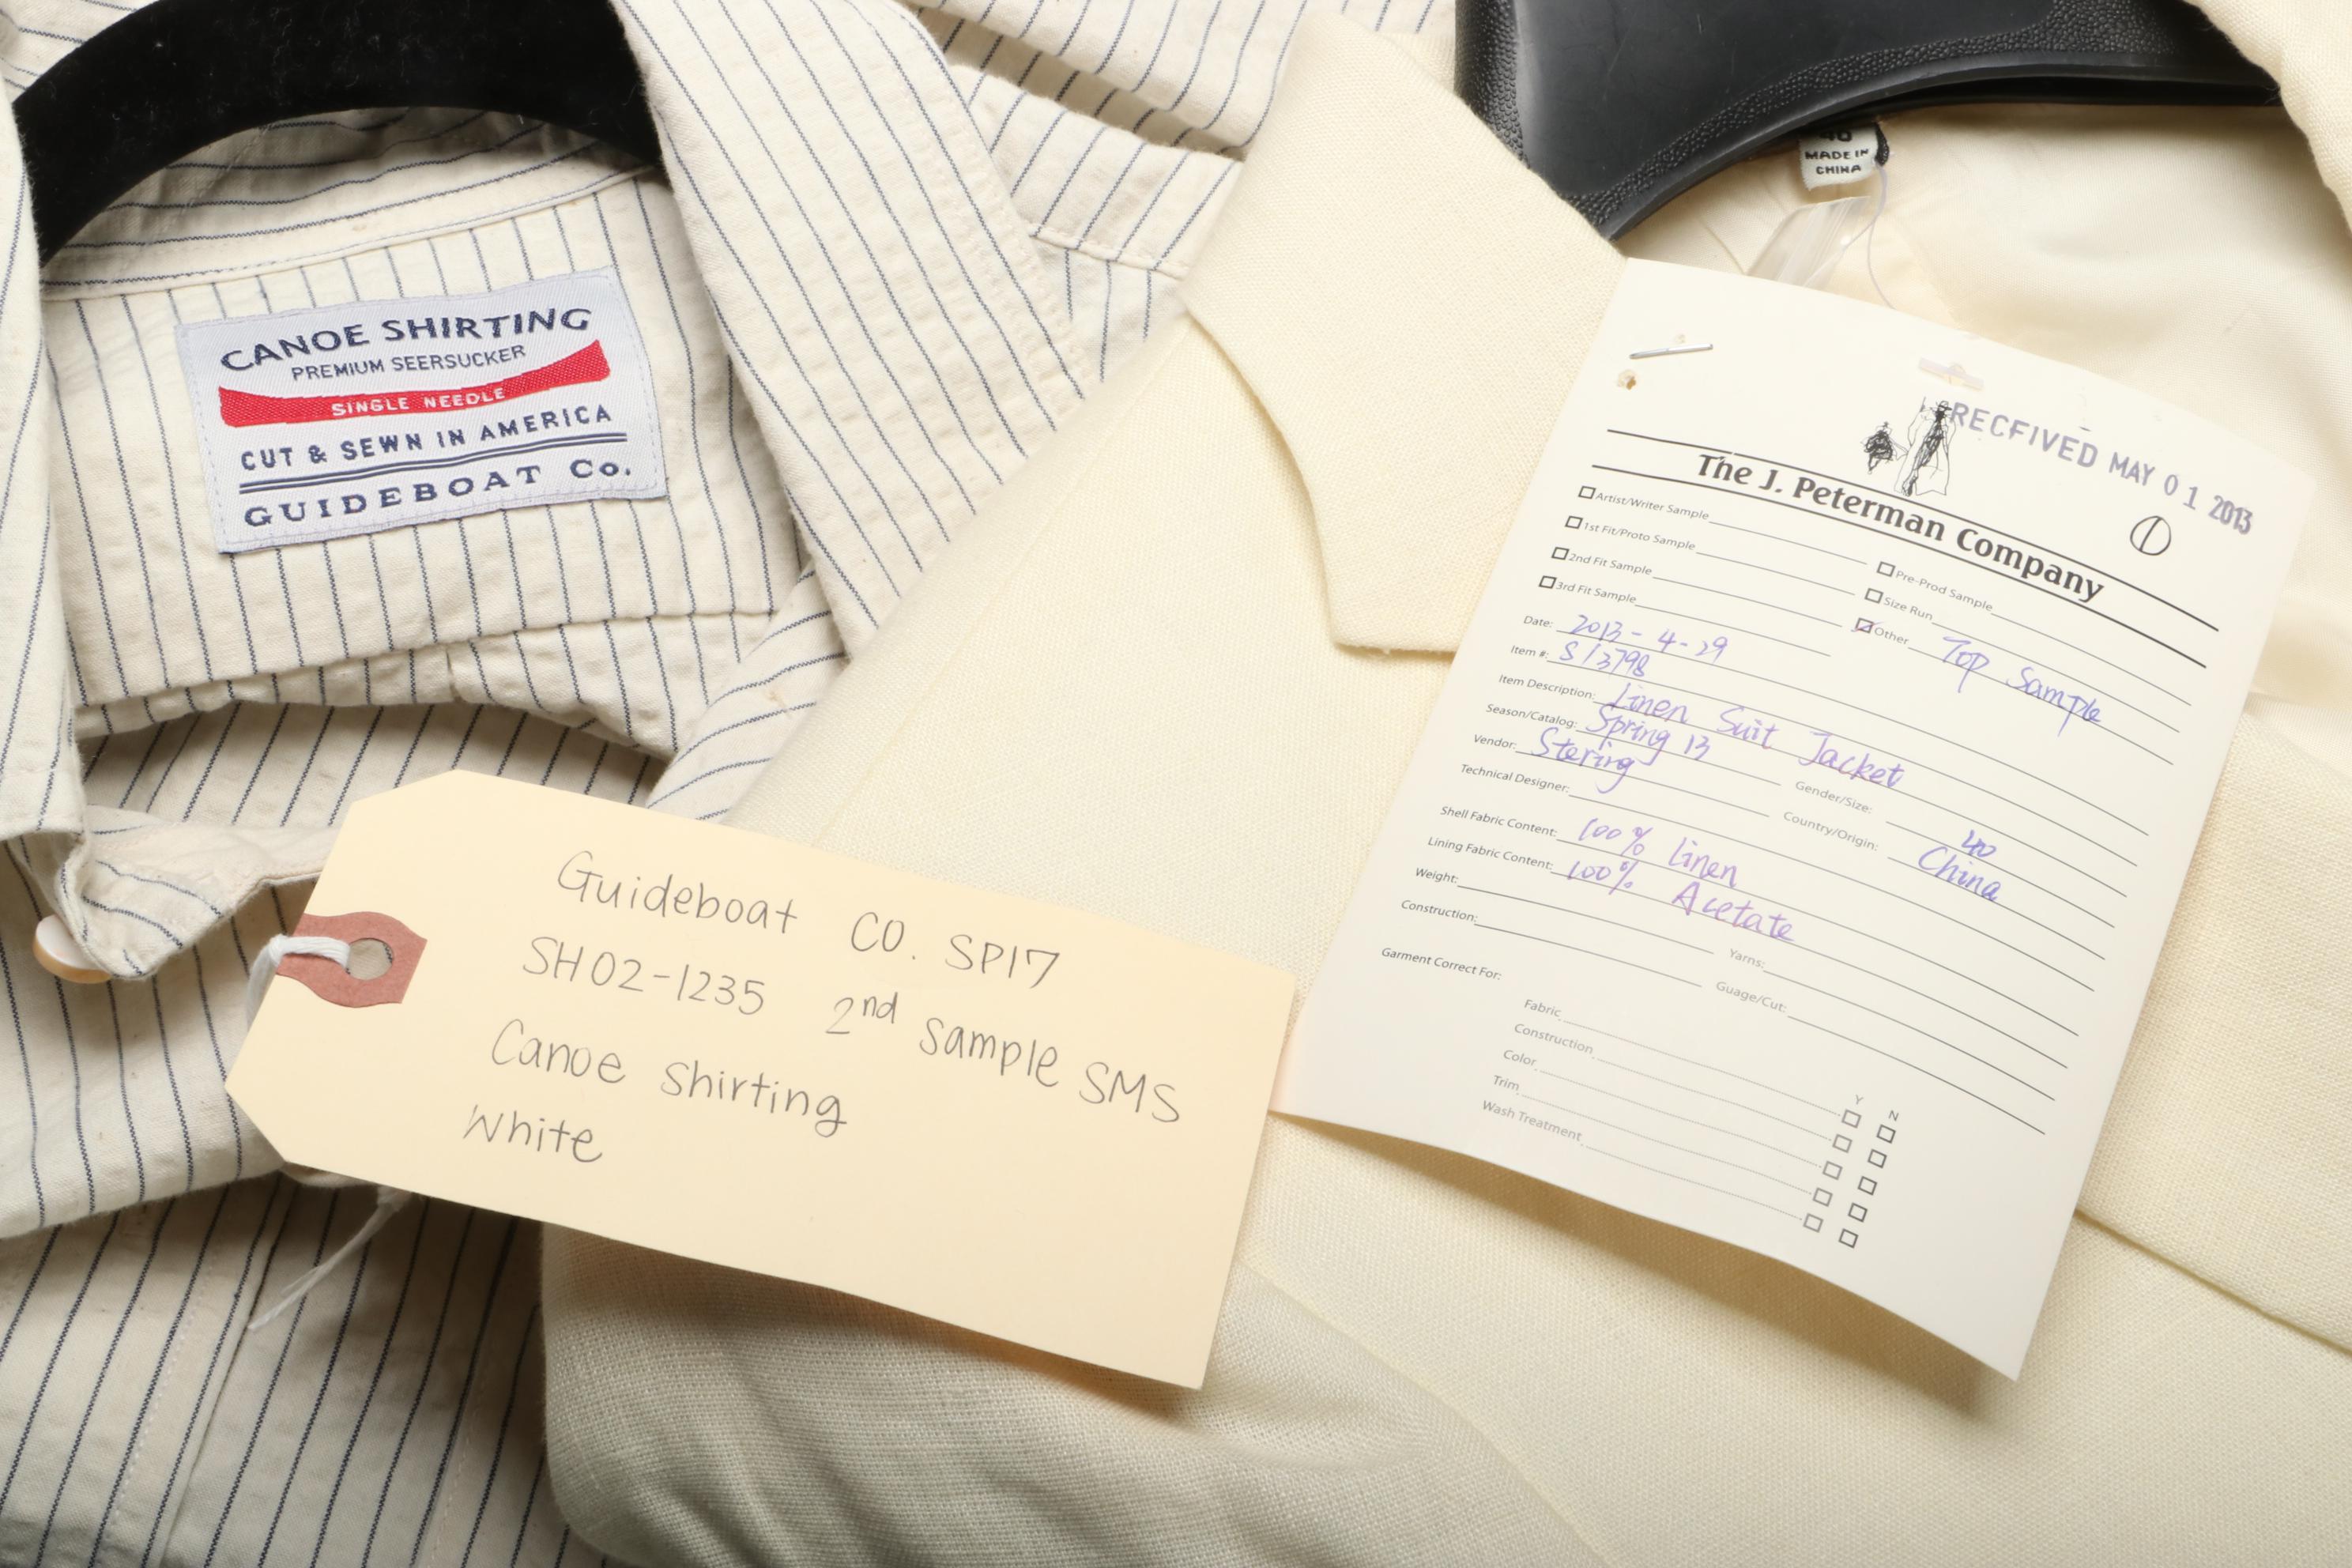 CANOE SHIRTING
PREMIUM SEERSUCKER
SINGLE NEEDLE
CUT & SEWN IN AMERICA
GUIDEBOAT Co.
Guideboat CO. SP17
SH02-1235 2nd Sample SMS
Canoe Shirting
White
40
MADE IN
CHINA
RECEIVED MAY 01 2013
The J. Peterman Company
1
Artist/Writer Sample
1st Fit/Proto Sample
2nd Fit Sample
3rd Fit Sample
Pre-Prod Sample
Size Run
Other Top Sample
Date: 2013-4-29
Item #: S13798
Item Description: Linen Suit Jacket
Season/Catalog: Spring 13
Gender/Size: 40
Vendor: Stering
Country/Origin: China
Technical Designer:
Shell Fabric Content: 100% linen
Lining Fabric Content: 100% Acetate
Weight:
Yarns:
Construction:
Guage/Cut:
Garment Correct For:
Y N
Fabric
Construction
Color
Trim
Wash Treatment